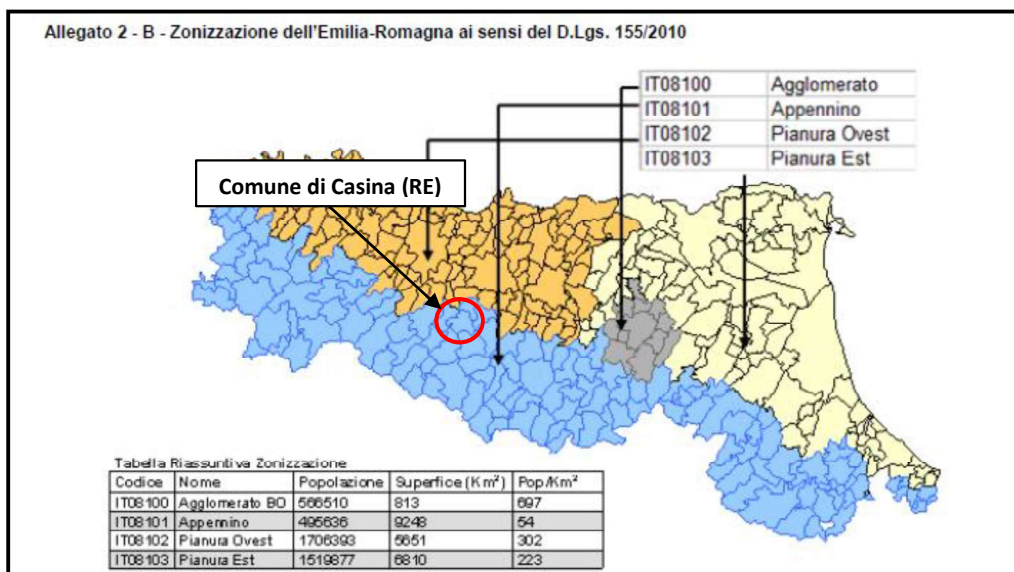 Allegato 2 - B - Zonizzazione dell'Emilia-Romagna ai sensi del D.Lgs. 155/2010
IT08100 Agglomerato
IT08101 Appennino
IT08102 Pianura Ovest
IT08103 Pianura Est
Comune di Casina (RE)
Tabella Riassuntiva Zonizzazione
Codice Nome Popolazione Superfice (Km²) Pop/Km²
IT08100 Agglomerato BO 566510 813 697
IT08101 Appennino 495636 9248 54
IT08102 Pianura Ovest 1706393 5651 302
IT08103 Pianura Est 1519877 6810 223